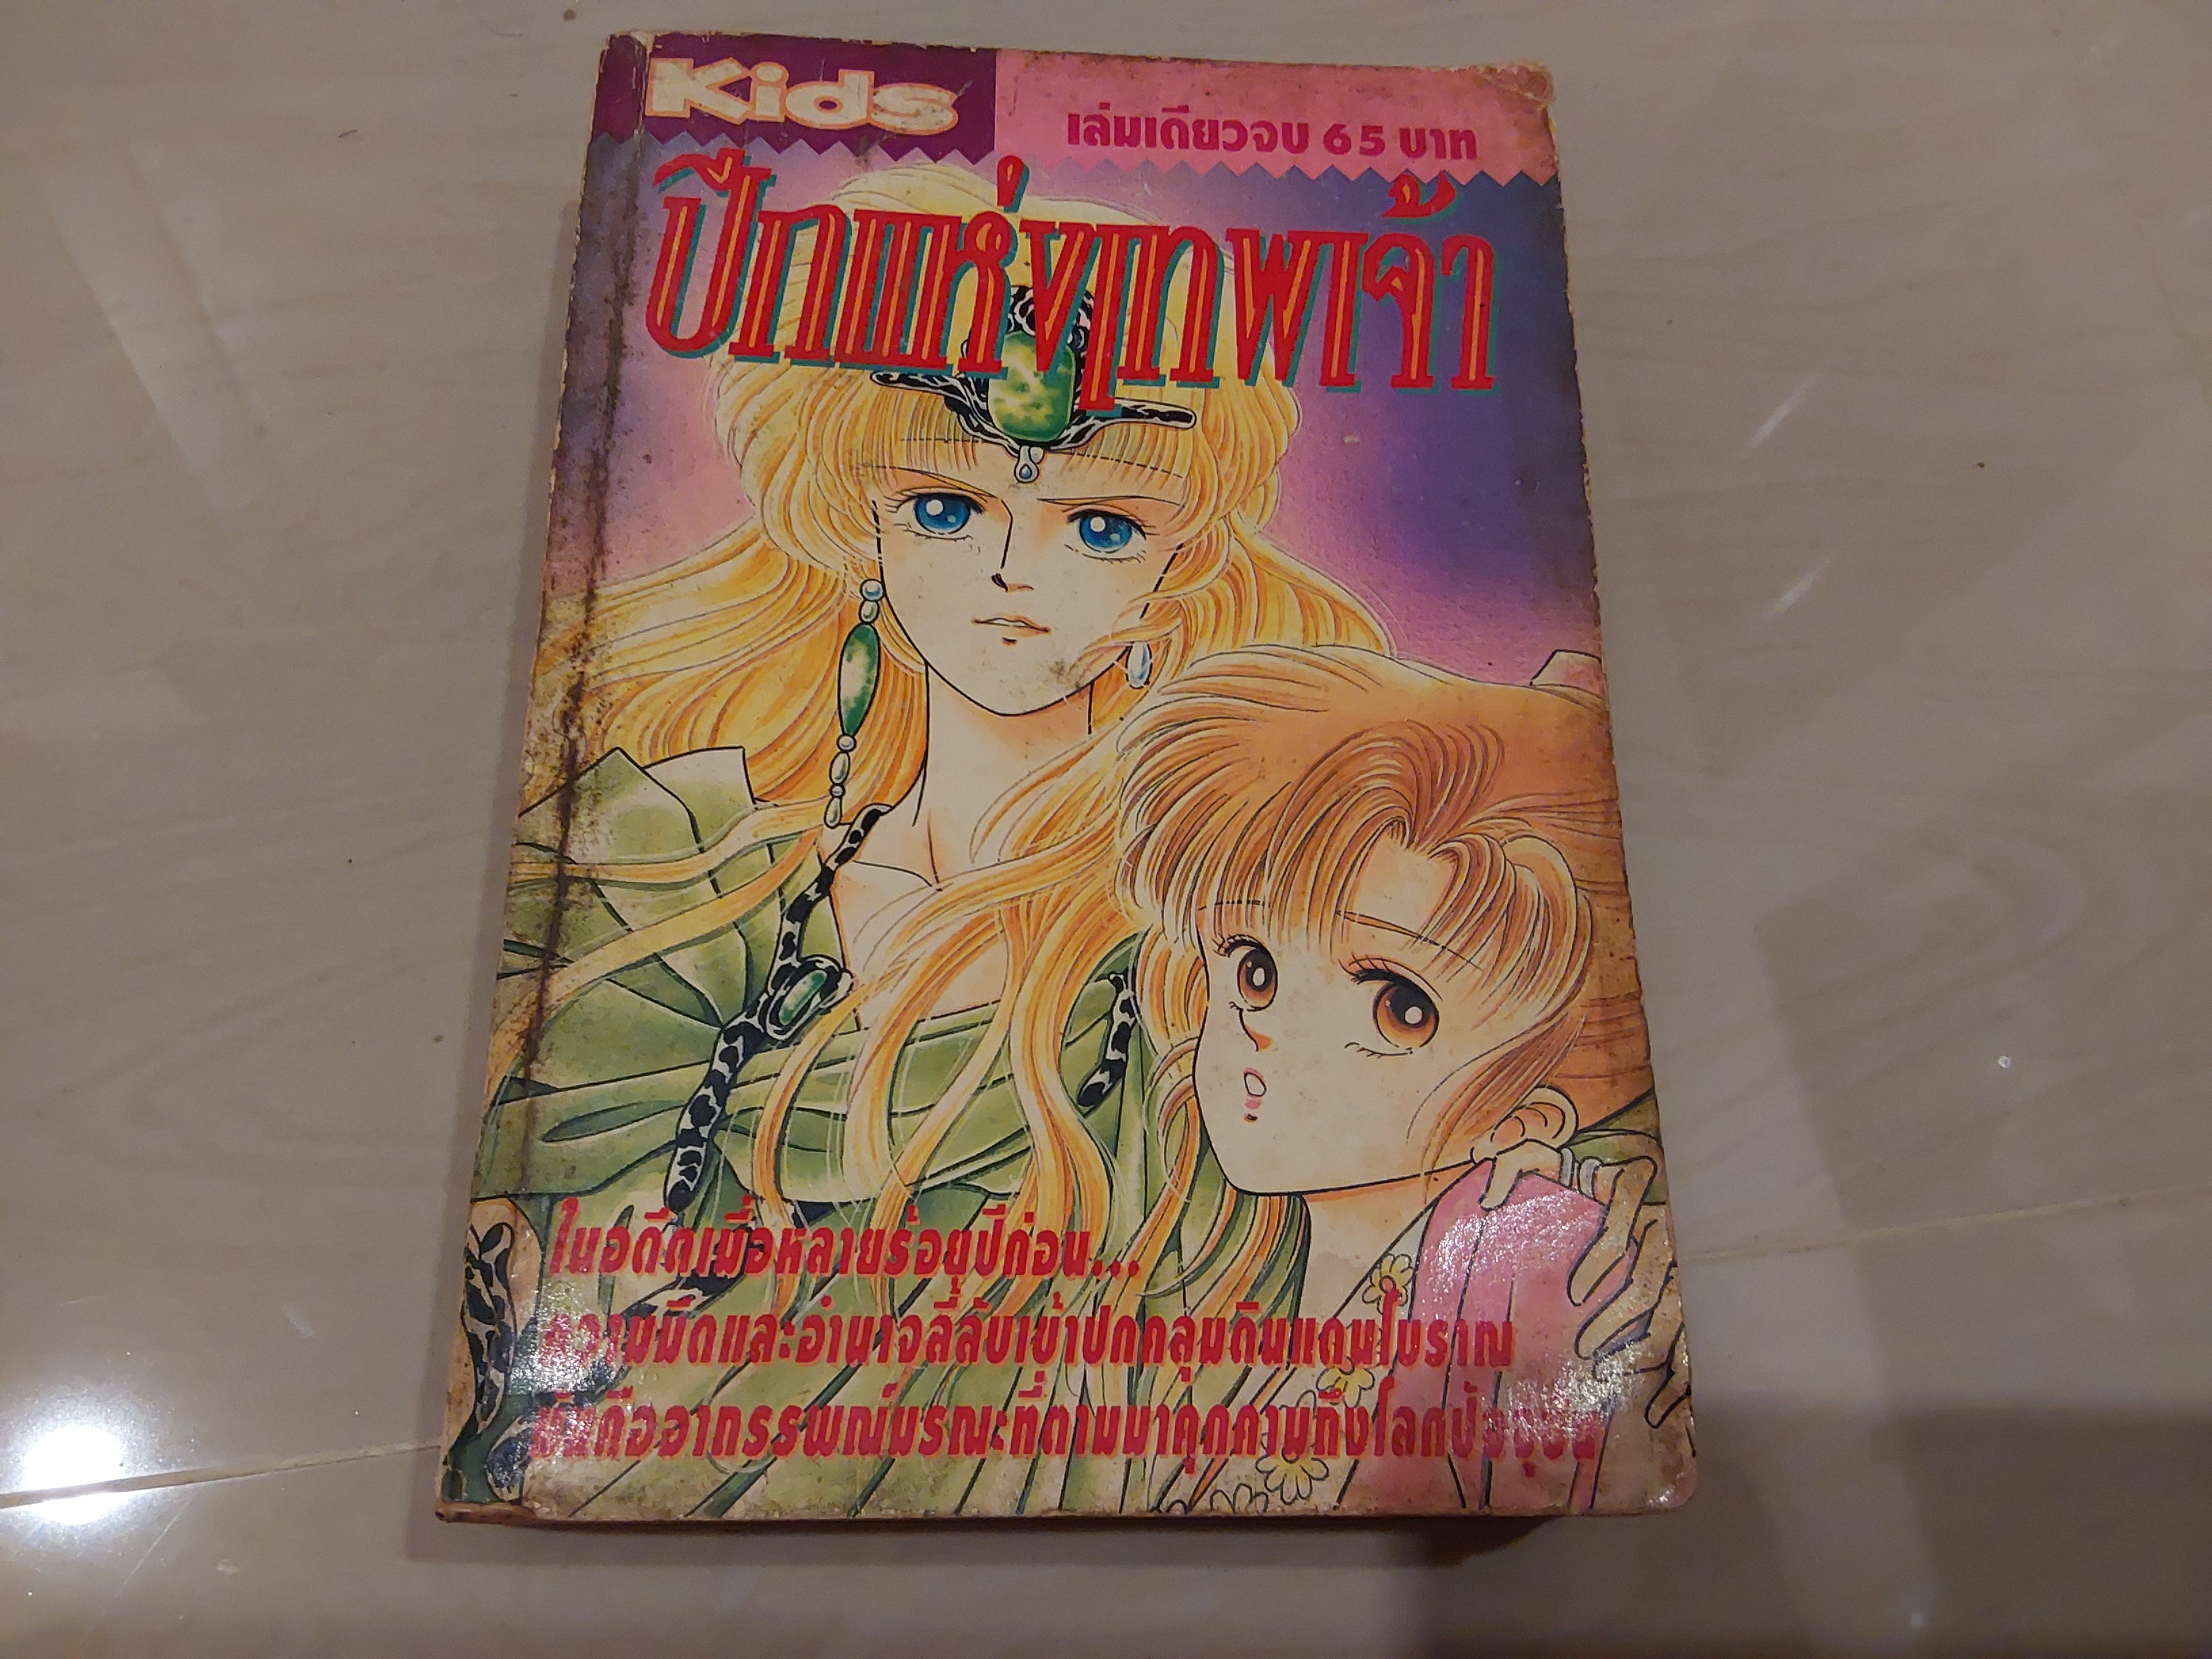 Kids
เล่มเดียวจบ 65 บาท
ปีกแห่งเทพเจ้า
ในอดีตเมื่อหลายร้อยปีก่อน...
ความมืดและอำนาจลี้ลับเข้าปกคลุมดินแดนโบราณ
มันคืออาถรรพณ์มรณะที่ตามมาคุกคามถึงโลกปัจจุบัน